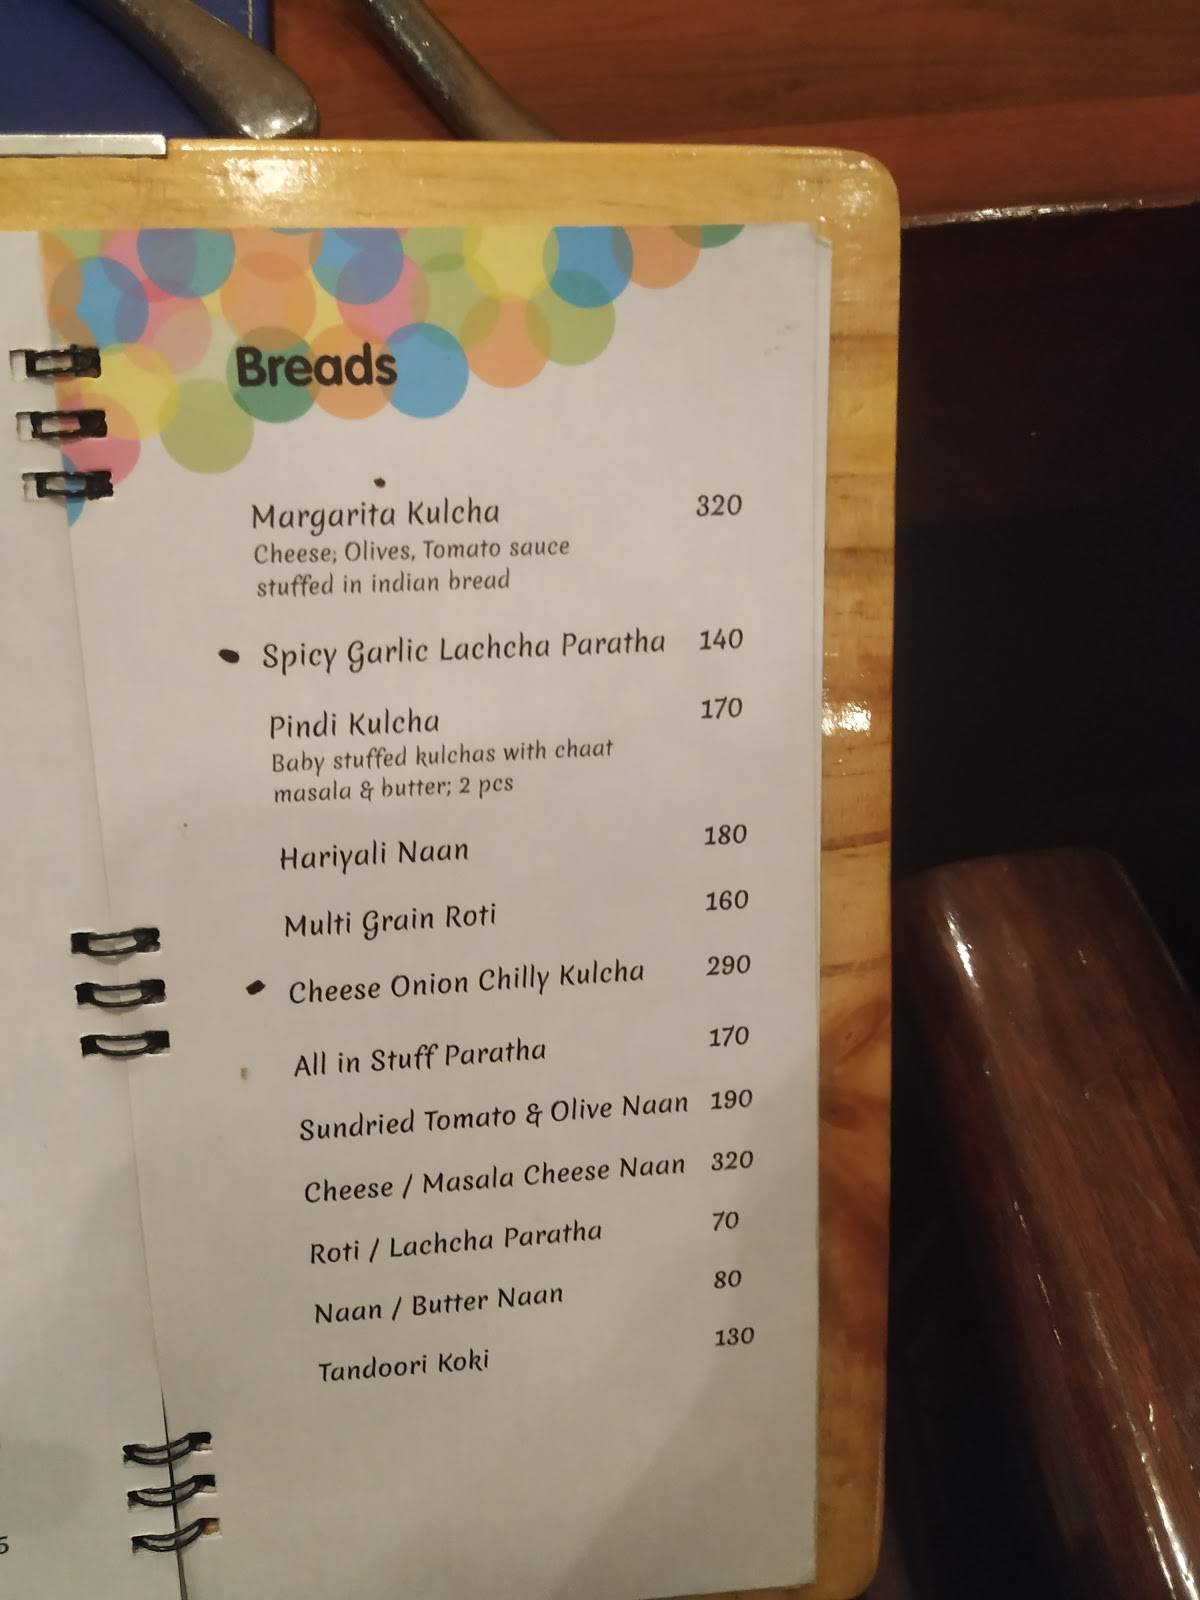 Breads
Margarita Kulcha 320
Cheese; Olives, Tomato sauce
stuffed in indian bread
Spicy Garlic Lachcha Paratha 140
Pindi Kulcha 170
Baby stuffed kulchas with chaat
masala & butter; 2 pcs
Hariyali Naan 180
Multi Grain Roti 160
Cheese Onion Chilly Kulcha 290
All in Stuff Paratha 170
Sundried Tomato & Olive Naan 190
Cheese / Masala Cheese Naan 320
Roti / Lachcha Paratha 70
Naan / Butter Naan 80
Tandoori Koki 130